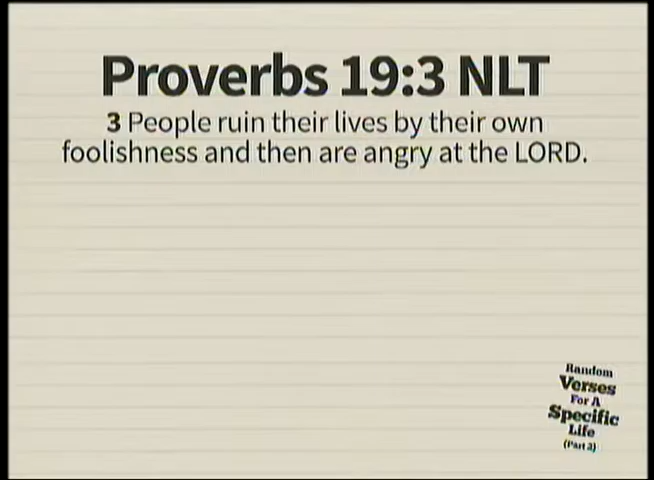 Proverbs 19:3 NLT
3 People ruin their lives by their own
foolishness and then are angry at the LORD.
Random
Verses
For A
Specific
Life
(Part 2)